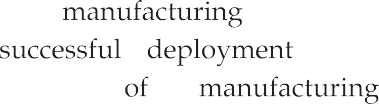 manufacturing
successful deployment
of manufacturing